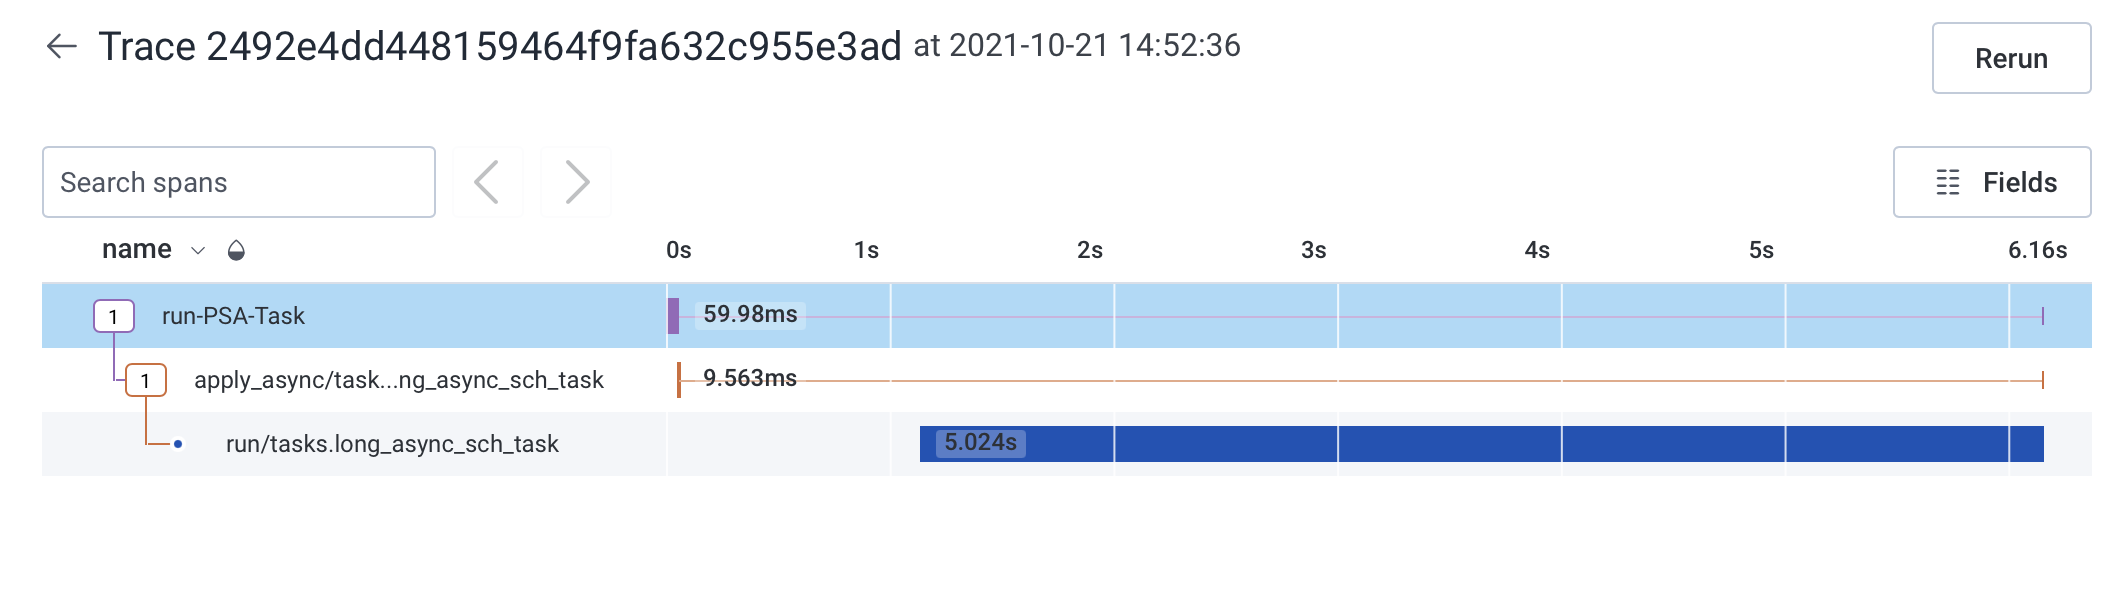 Trace 2492e4dd448159464f9fa632c955e3ad at 2021-10-21 14:52:36
Rerun
Search spans
Fields
name 0s 1s 2s 3s 4s 5s 6.16s
1 run-PSA-Task 59.98ms
1 apply_async/task...ng_async_sch_task 9.563ms
run/tasks.long_async_sch_task 5.024s